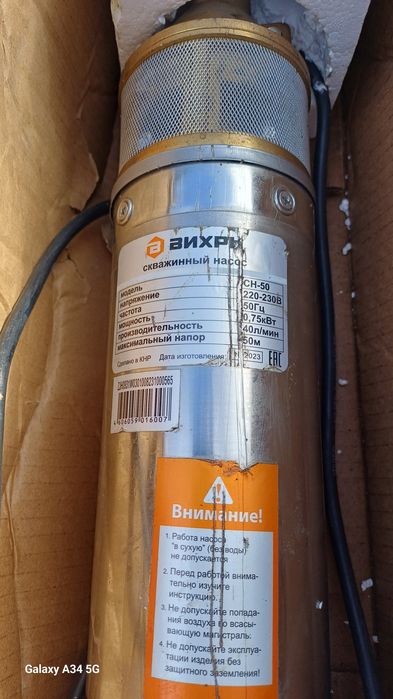 ВИХРЬ
скважинный насос
модель СН-50
напряжение 220-230В
частота 50Гц
мощность 0,75кВт
производительность 40л/мин
максимальный напор 50м
Сделано в КНР Дата изготовления: 2023 EAC
4606059016007
Внимание!
1. Работа насоса
"в сухую" (без воды)
не допускается
2. Перед работой внима-
тельно изучите
инструкцию.
3. Не допускайте попада-
ния воздуха во всасы-
вающую магистраль.
4. Не допускайте эксплуа-
тации изделия без
защитного заземления!
Galaxy A34 5G